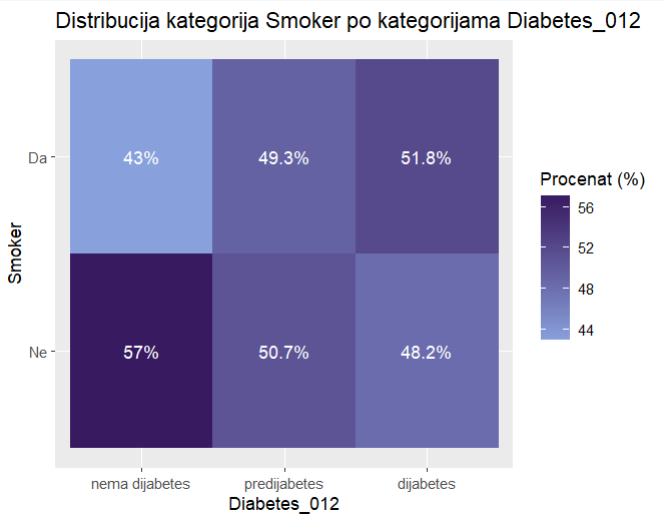 Distribucija kategorija Smoker po kategorijama Diabetes_012
Da
43%
49.3%
51.8%
Smoker
Ne
57%
50.7%
48.2%
nema dijabetes
predijabetes
dijabetes
Diabetes_012
Procenat (%)
56
52
48
44